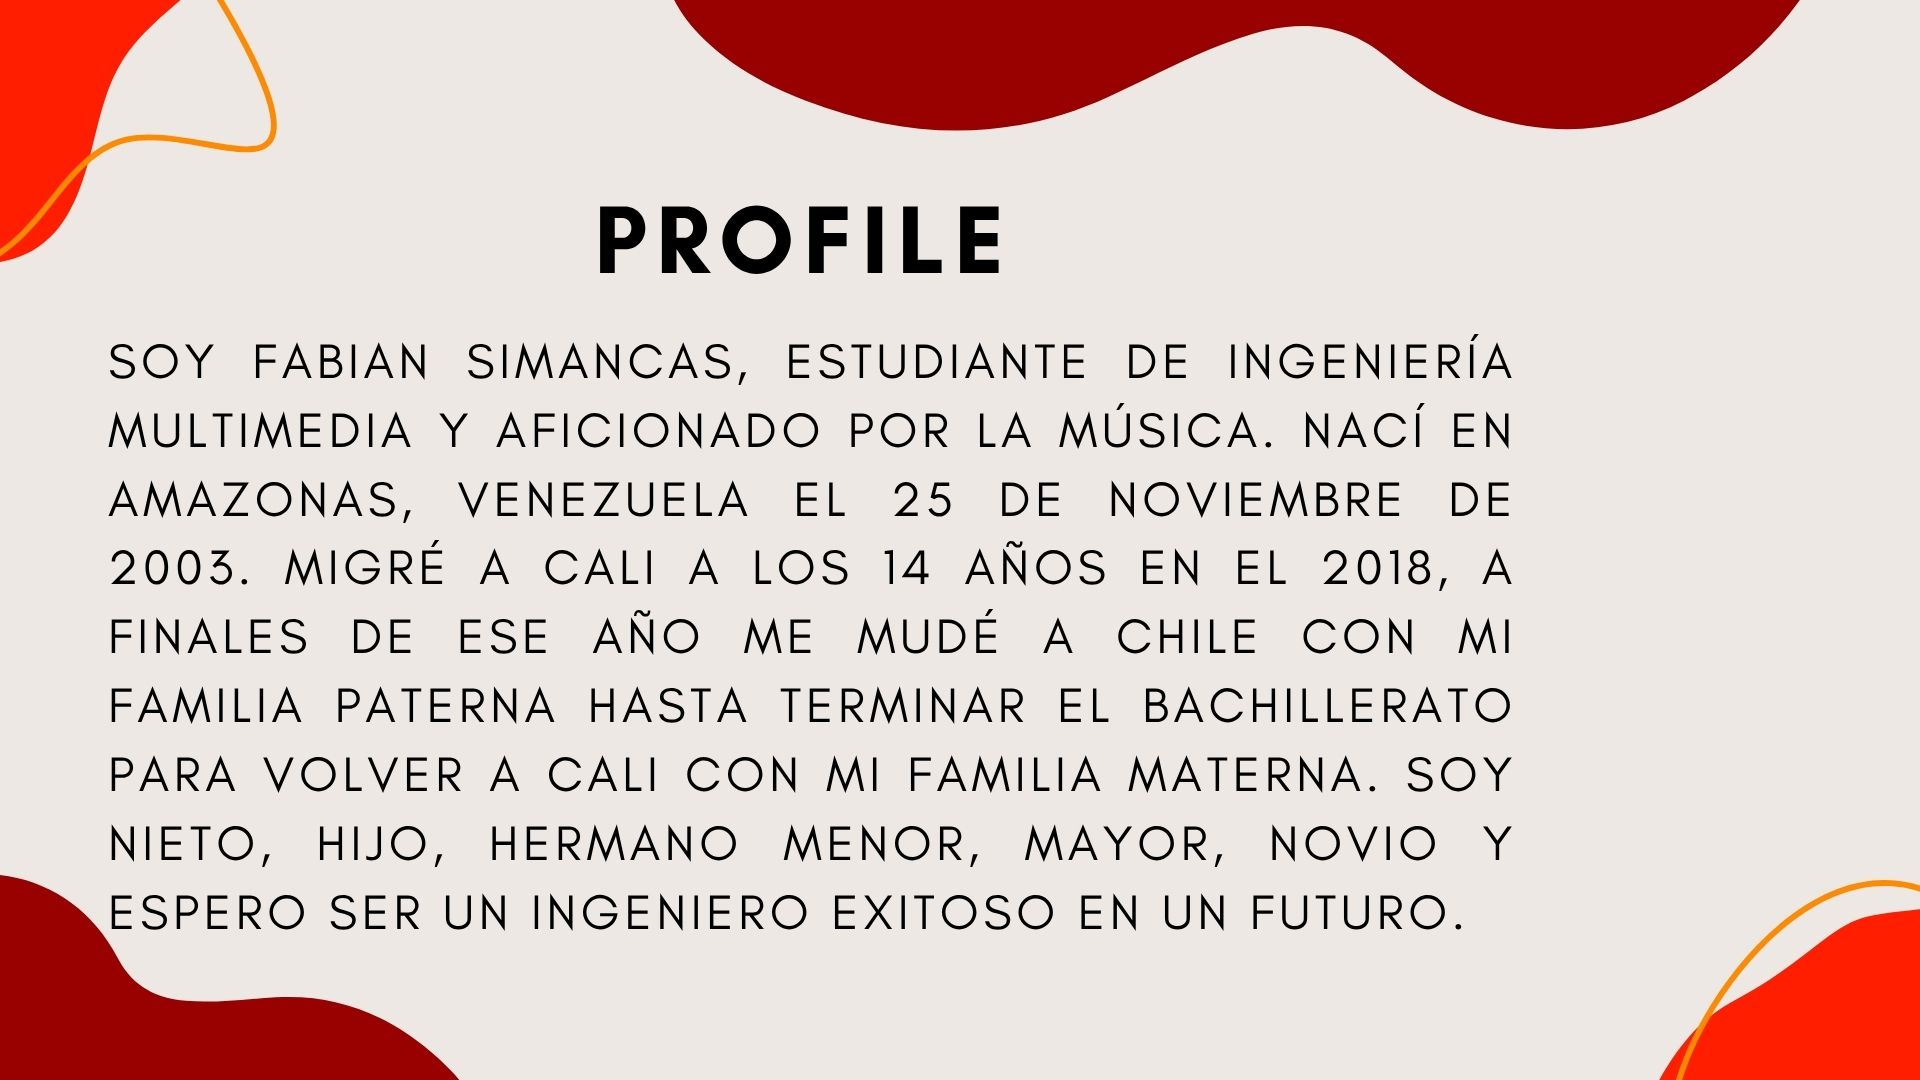 PROFILE
SOY FABIAN SIMANCAS, ESTUDIANTE DE INGENIERÍA
MULTIMEDIA Y AFICIONADO POR LA MÚSICA. NACÍ EN
AMAZONAS, VENEZUELA EL 25 DE NOVIEMBRE DE
2003. MIGRÉ A CALI A LOS 14 AÑOS EN EL 2018, A
FINALES DE ESE AÑO ME MUDÉ A CHILE CON MI
FAMILIA PATERNA HASTA TERMINAR EL BACHILLERATO
PARA VOLVER A CALI CON MI FAMILIA MATERNA. SOY
NIETO, HIJO, HERMANO MENOR, MAYOR, NOVIO Y
ESPERO SER UN INGENIERO EXITOSO EN UN FUTURO.